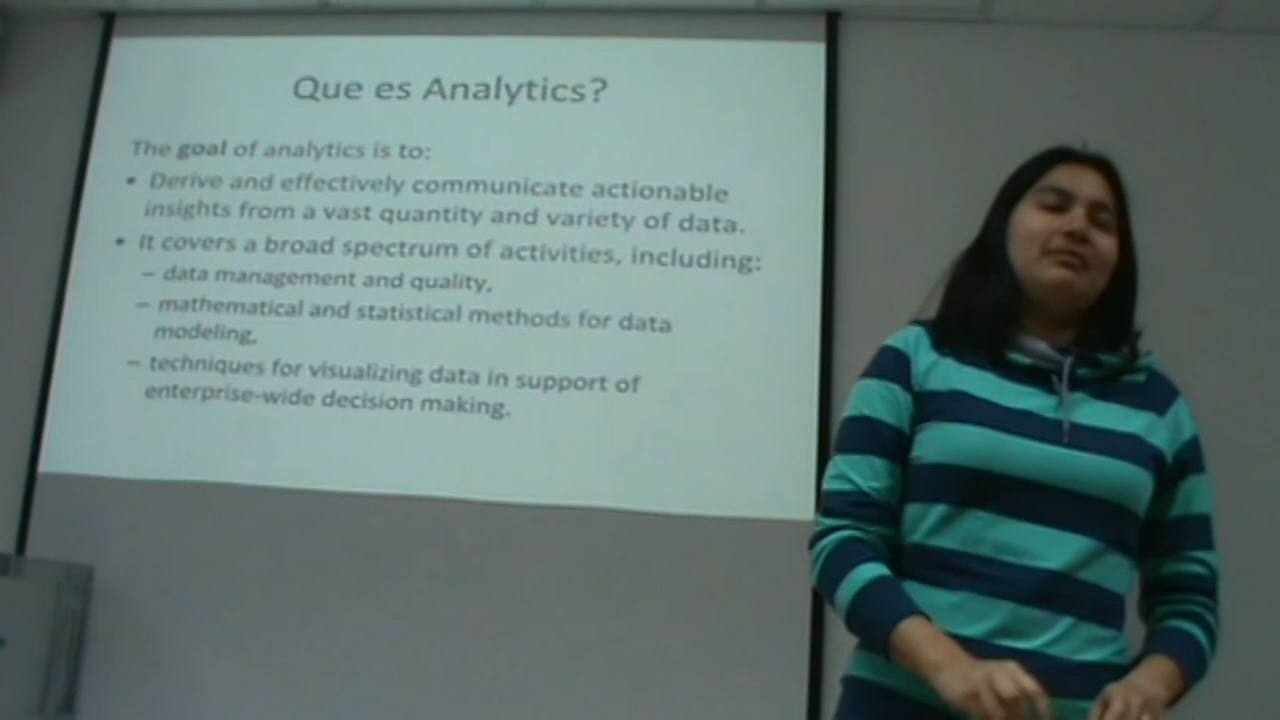 Que es Analytics?
The goal of analytics is to:
• Derive and effectively communicate actionable
insights from a vast quantity and variety of data.
• It covers a broad spectrum of activities, including:
– data management and quality,
– mathematical and statistical methods for data
modeling,
– techniques for visualizing data in support of
enterprise-wide decision making.